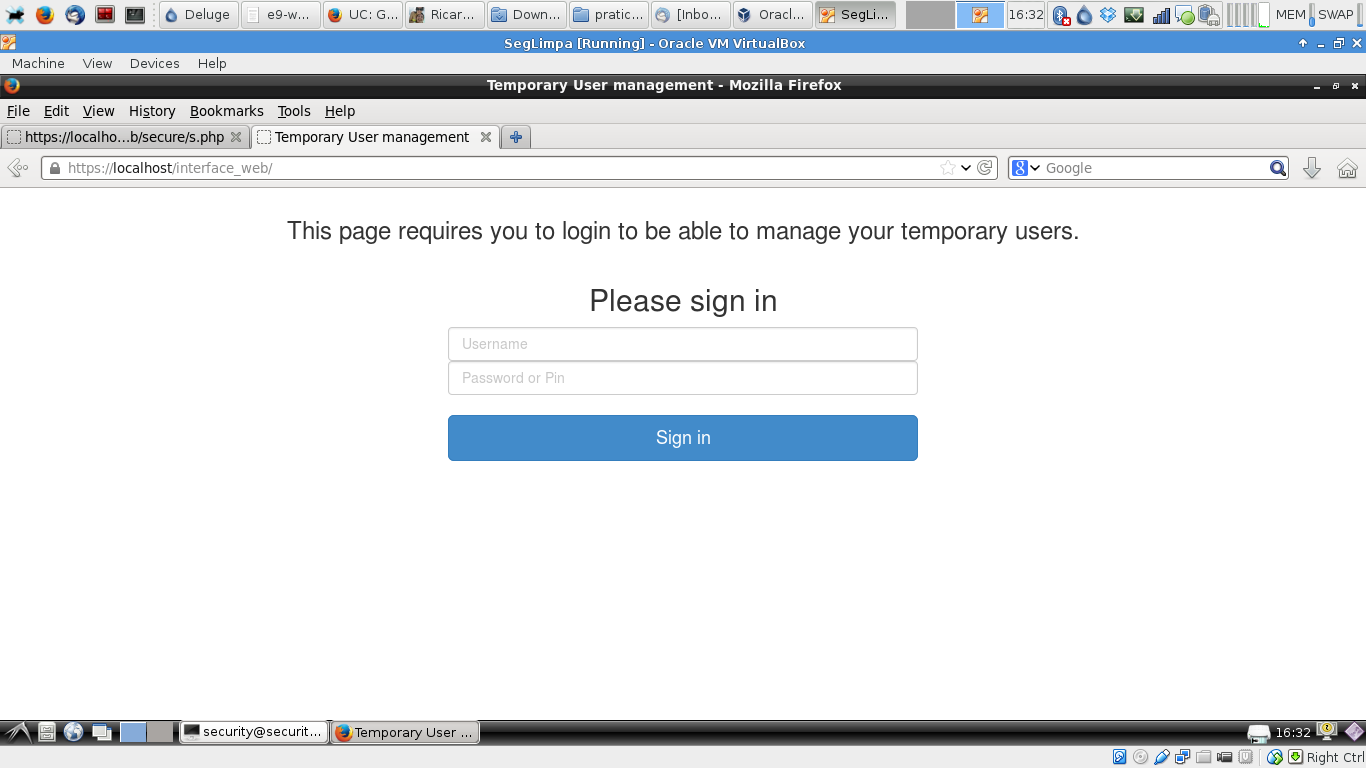 Deluge e9-w... UC: G... Ricar... Down... pratic... [Inbo... Oracl... SegLi... 16:32 MEM SWAP
SegLimpa [Running] - Oracle VM VirtualBox
Machine View Devices Help
Temporary User management - Mozilla Firefox
File Edit View History Bookmarks Tools Help
https://localho...b/secure/s.php Temporary User management
https://localhost/interface_web/ Google
This page requires you to login to be able to manage your temporary users.
Please sign in
Username
Password or Pin
Sign in
security@securit... Temporary User ... 16:32
Right Ctrl